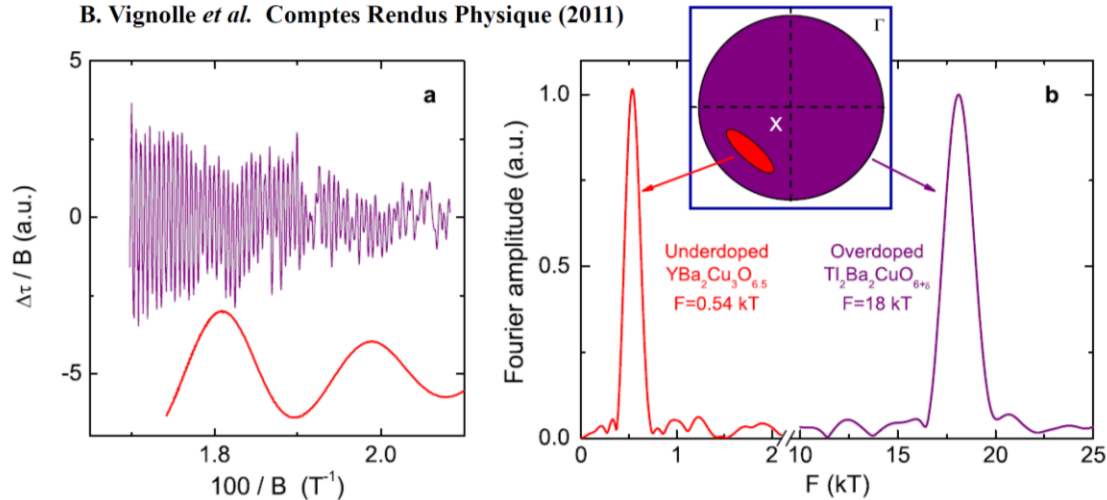 B. Vignolle et al. Comptes Rendus Physique (2011)
a
5
0
-5
Δτ / B (a.u.)
1.8
2.0
100 / B (T⁻¹)
b
Γ
X
1.0
0.5
0.0
Fourier amplitude (a.u.)
Underdoped
YBa₂Cu₃O₆.₅
F=0.54 kT
Overdoped
Tl₂Ba₂CuO₆₊δ
F=18 kT
0
1
2
10
15
20
25
F (kT)